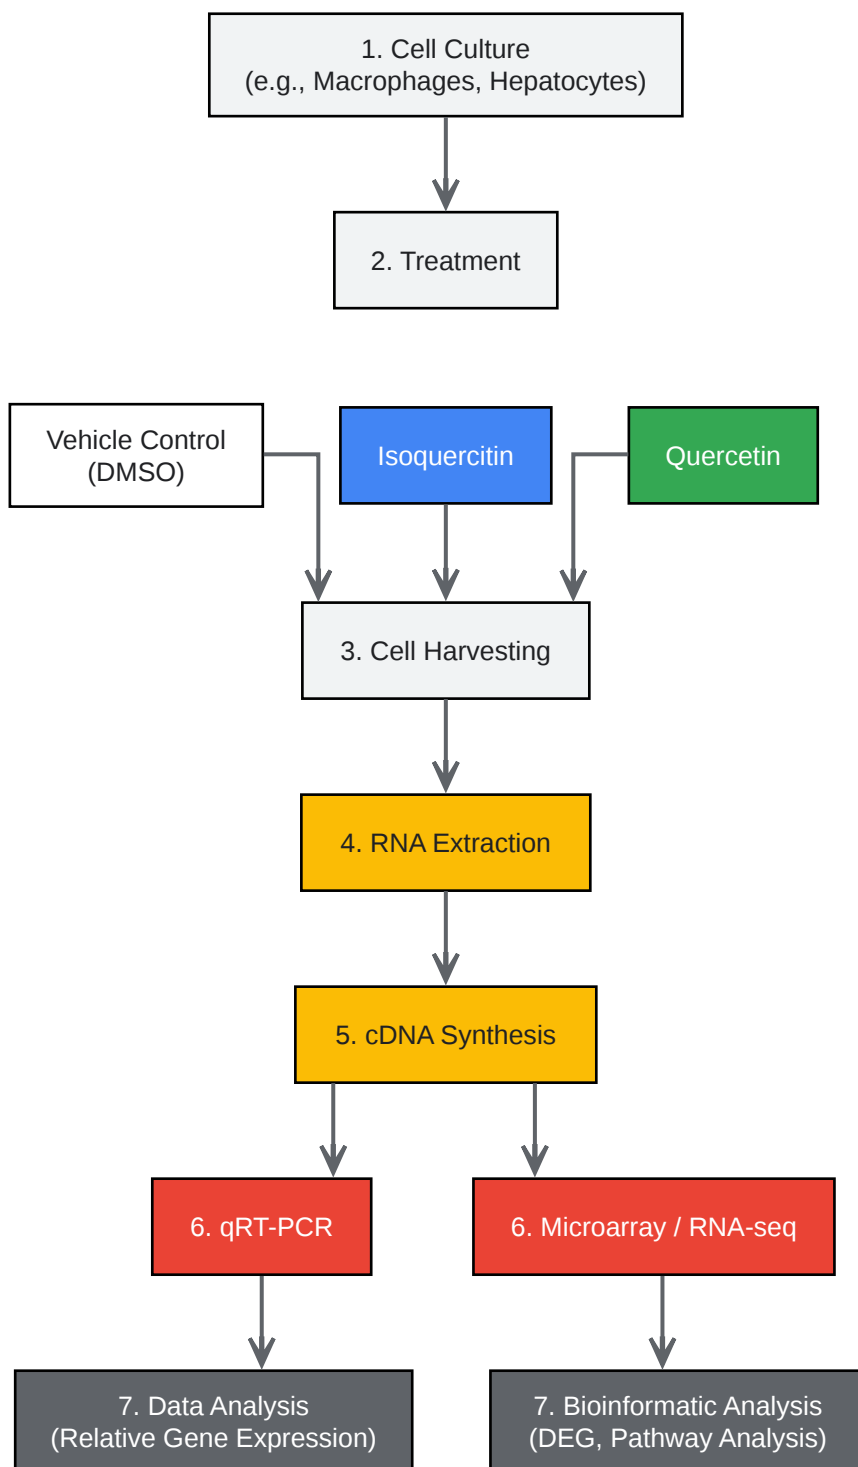 1. Cell Culture
(e.g., Macrophages, Hepatocytes)
2. Treatment
Vehicle Control
(DMSO)
Isoquercitin
Quercetin
3. Cell Harvesting
4. RNA Extraction
5. cDNA Synthesis
6. qRT-PCR
6. Microarray / RNA-seq
7. Data Analysis
(Relative Gene Expression)
7. Bioinformatic Analysis
(DEG, Pathway Analysis)